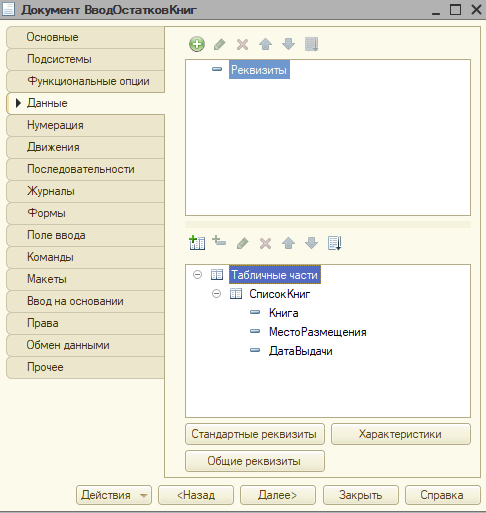 Документ ВводОстатковКниг
Основные
Подсистемы
Функциональные опции
Данные
Нумерация
Движения
Последовательности
Журналы
Формы
Поле ввода
Команды
Макеты
Ввод на основании
Права
Обмен данными
Прочее
Реквизиты
Табличные части
СписокКниг
Книга
МестоРазмещения
ДатаВыдачи
Стандартные реквизиты
Характеристики
Общие реквизиты
Действия
<Назад
Далее>
Закрыть
Справка